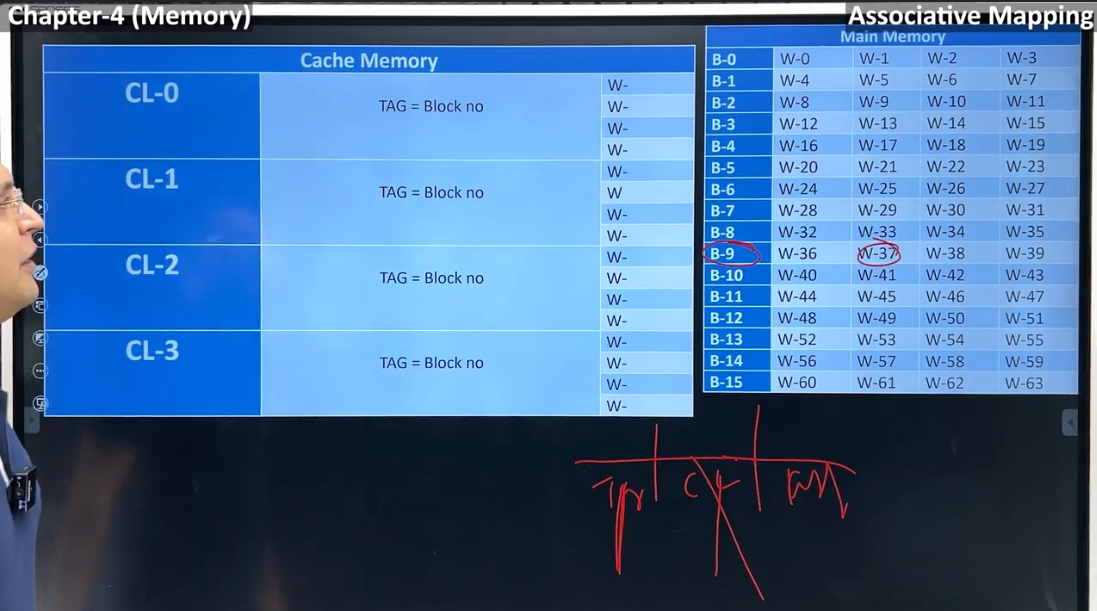 Chapter-4 (Memory)
Associative Mapping
Cache Memory
CL-0
TAG = Block no
W-
W-
W-
W-
CL-1
TAG = Block no
W-
W
W-
W-
CL-2
TAG = Block no
W-
W-
W-
W-
CL-3
TAG = Block no
W-
W-
W-
W-
Main Memory
B-0 W-0 W-1 W-2 W-3
B-1 W-4 W-5 W-6 W-7
B-2 W-8 W-9 W-10 W-11
B-3 W-12 W-13 W-14 W-15
B-4 W-16 W-17 W-18 W-19
B-5 W-20 W-21 W-22 W-23
B-6 W-24 W-25 W-26 W-27
B-7 W-28 W-29 W-30 W-31
B-8 W-32 W-33 W-34 W-35
B-9 W-36 W-37 W-38 W-39
B-10 W-40 W-41 W-42 W-43
B-11 W-44 W-45 W-46 W-47
B-12 W-48 W-49 W-50 W-51
B-13 W-52 W-53 W-54 W-55
B-14 W-56 W-57 W-58 W-59
B-15 W-60 W-61 W-62 W-63